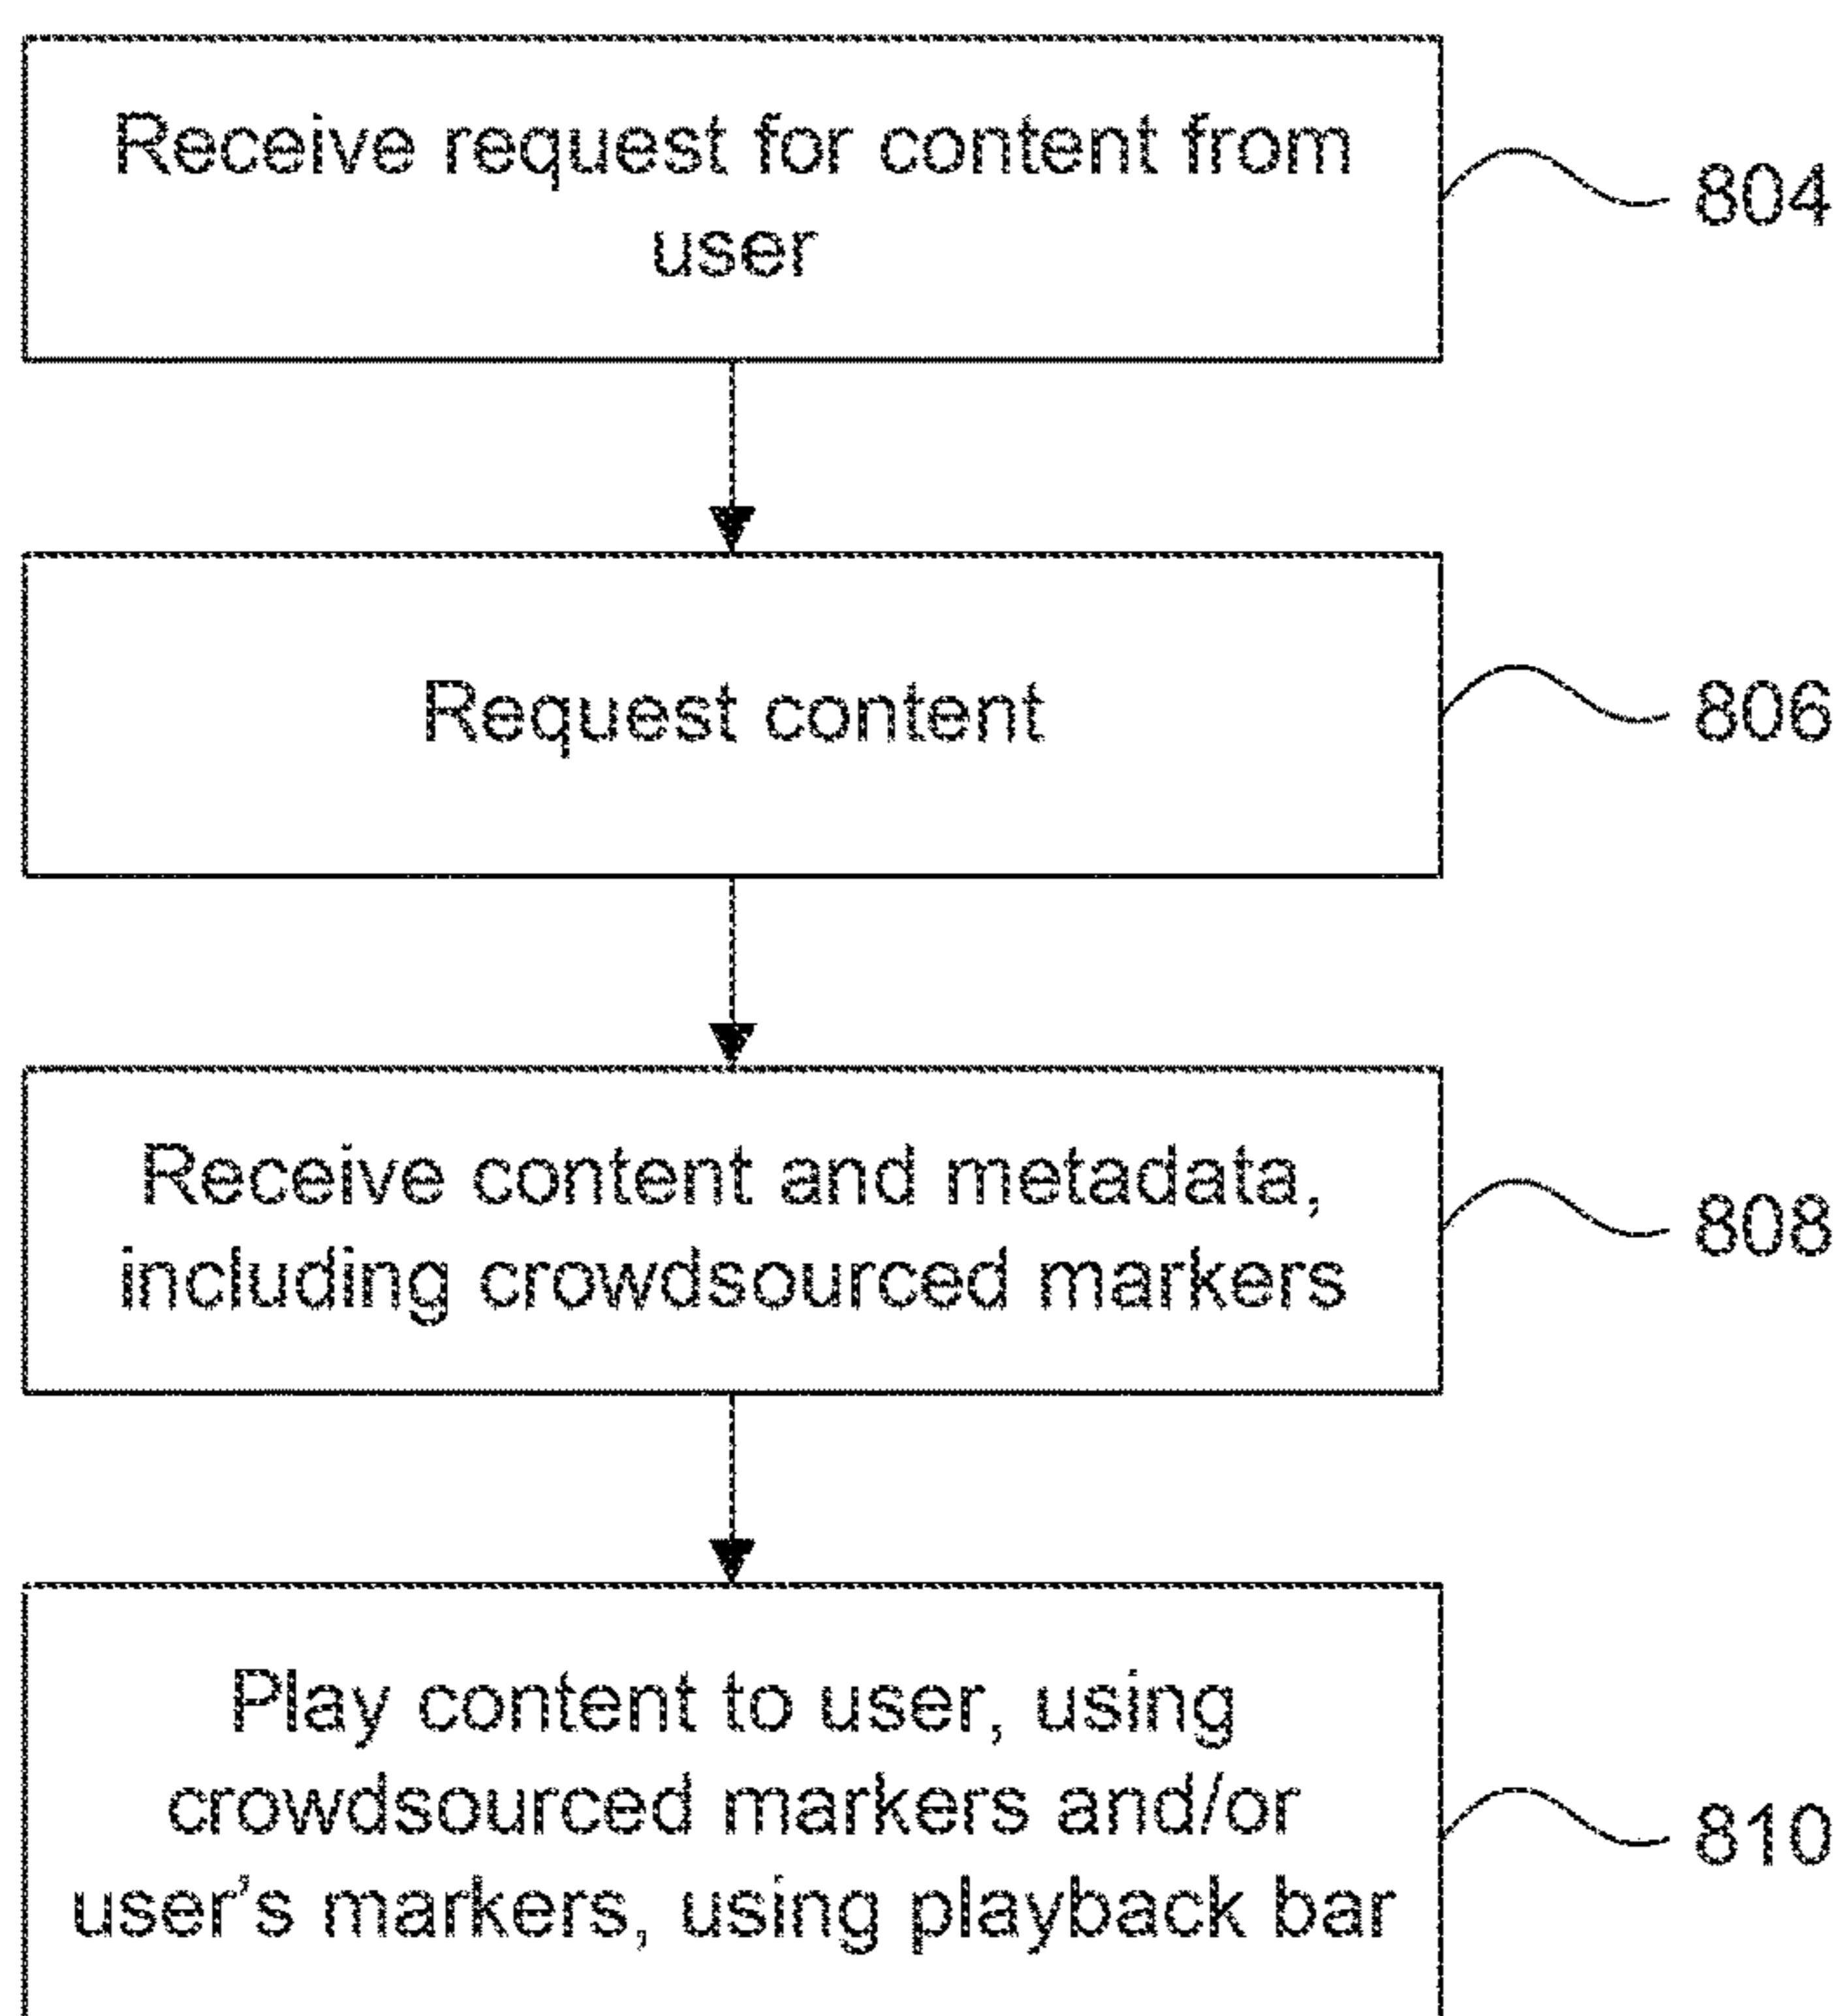 Receive request for content from
user
804
Request content
806
Receive content and metadata,
including crowdsourced markers
808
Play content to user, using
crowdsourced markers and/or
user's markers, using playback bar
810